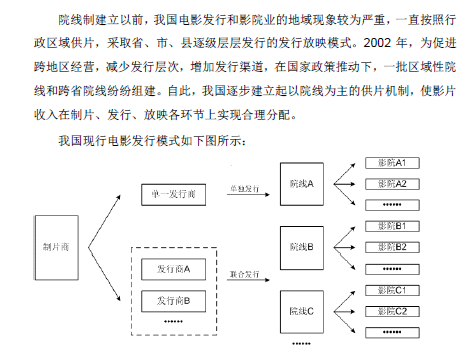 院线制建立以前，我国电影发行和影院业的地域现象较为严重，一直按照行
政区域供片，采取省、市、县逐级层层发行的发行放映模式。2002 年，为促进
跨地区经营，减少发行层次，增加发行渠道，在国家政策推动下，一批区域性院
线和跨省院线纷纷组建。自此，我国逐步建立起以院线为主的供片机制，使影片
收入在制片、发行、放映各环节上实现合理分配。
我国现行电影发行模式如下图所示：
制片商
单一发行商
单独发行
发行商A
发行商B
••••••
联合发行
院线A
影院A1
影院A2
••••••
院线B
影院B1
影院B2
••••••
院线C
影院C1
影院C2
••••••
••••••